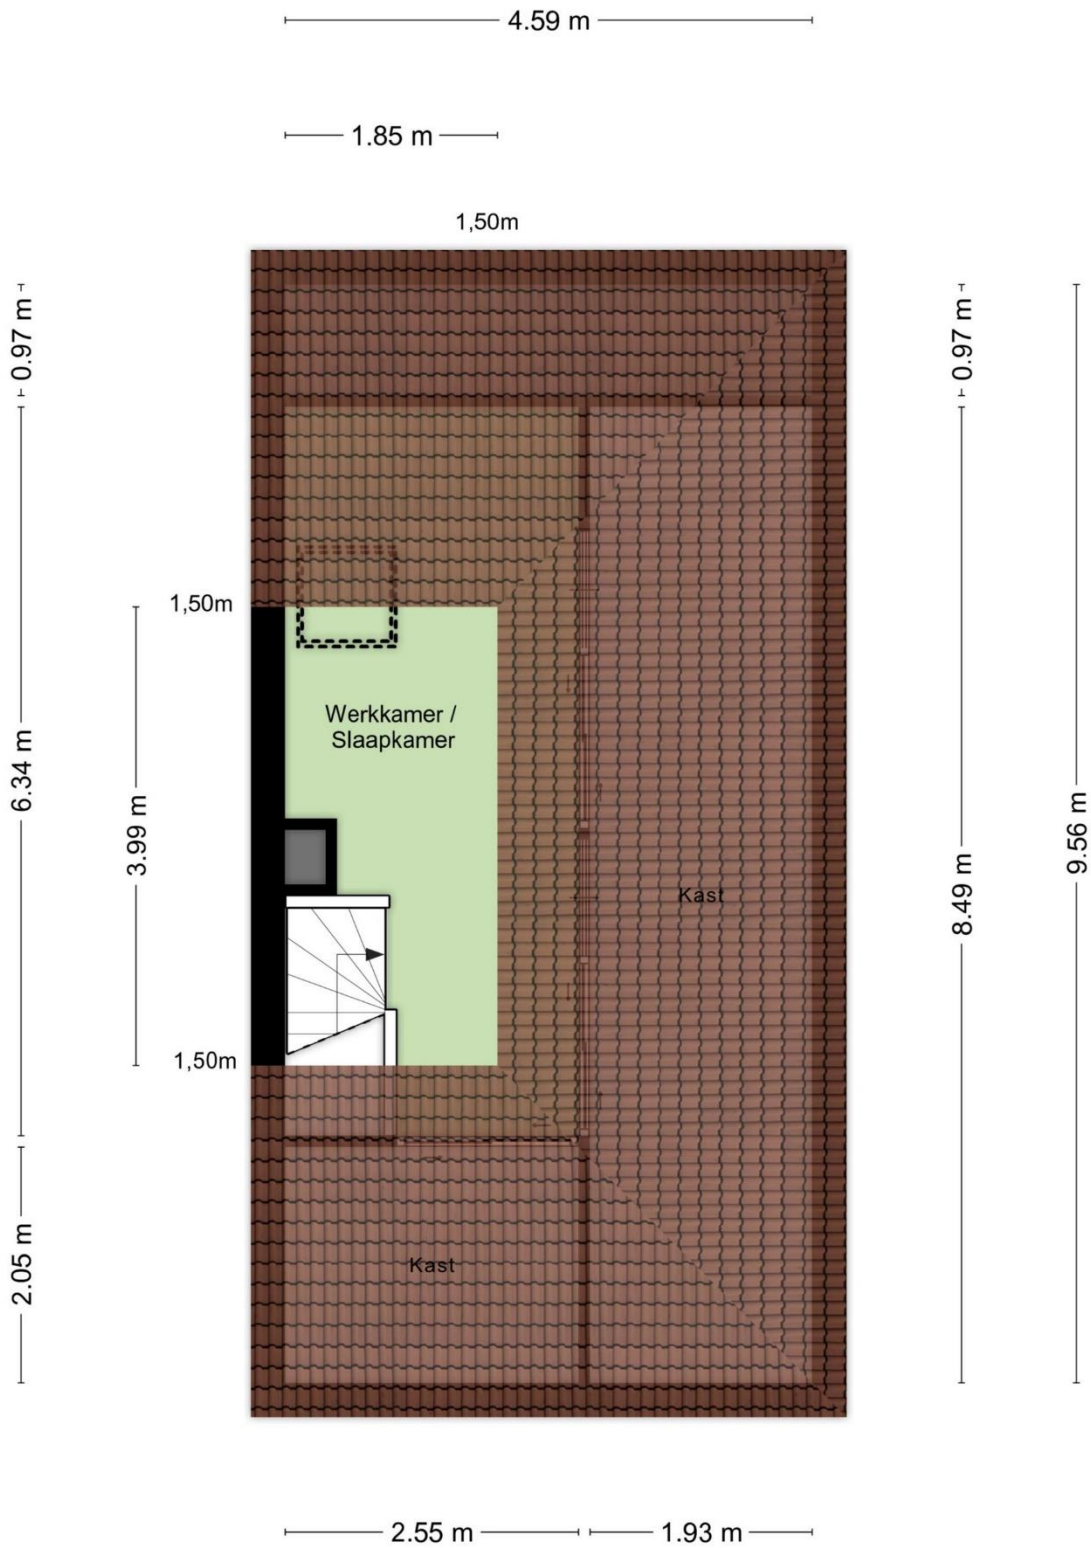 4.59 m
1.85 m
1,50m
0.97 m
0.97 m
1,50m
Werkkamer /
Slaapkamer
6.34 m
3.99 m
9.56 m
8.49 m
Kast
1,50m
2.05 m
Kast
2.55 m
1.93 m